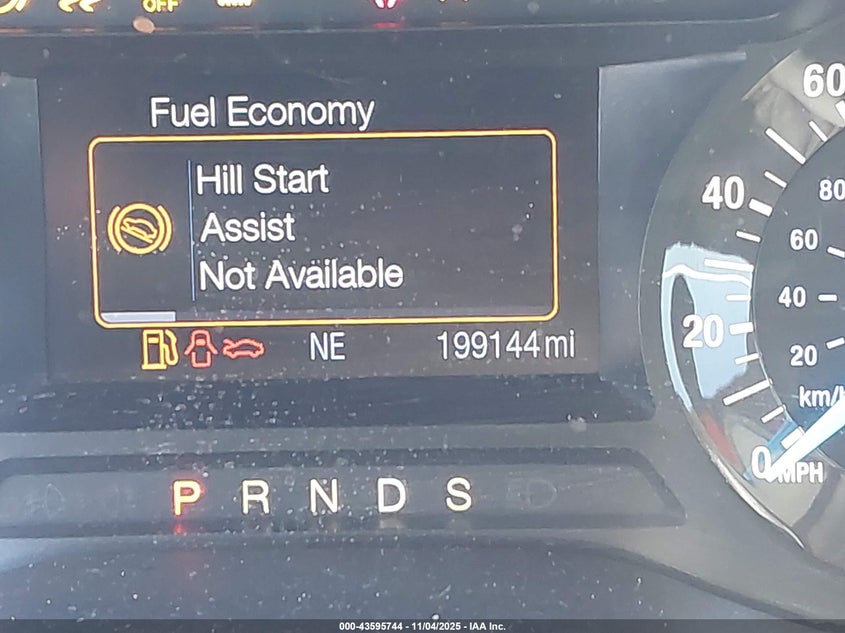 OFF
Fuel Economy
Hill Start
Assist
Not Available
NE 199144 mi
60
40
20
0 MPH
80
60
40
20
km/h
P R N D S
000-43595744 - 11/04/2025 - IAA Inc.